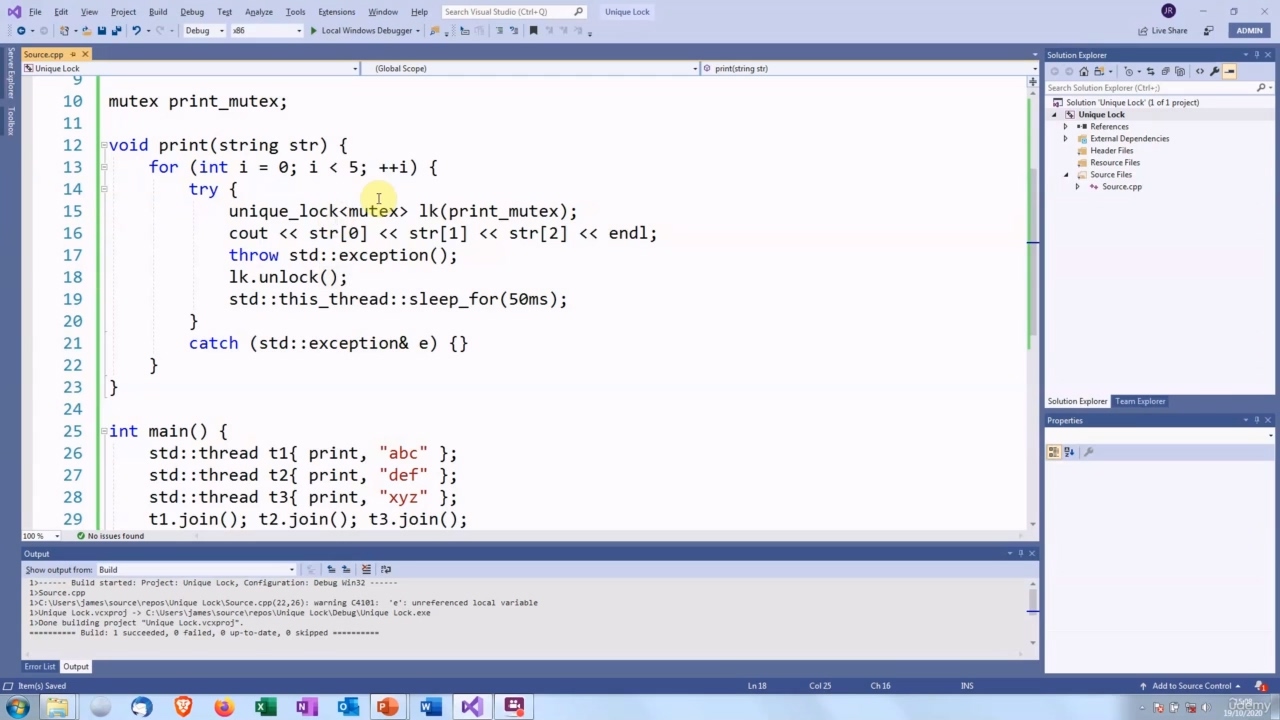 File Edit View Project Build Debug Test Analyze Tools Extensions Window Help Search Visual Studio (Ctrl+Q) Unique Lock JR
Debug x86 Local Windows Debugger Live Share ADMIN
Server Explorer
Toolbox
Source.cpp
Unique Lock (Global Scope) print(string str)
9
10 mutex print_mutex;
11
12 void print(string str) {
13 for (int i = 0; i < 5; ++i) {
14 try {
15 unique_lock<mutex> lk(print_mutex);
16 cout << str[0] << str[1] << str[2] << endl;
17 throw std::exception();
18 lk.unlock();
19 std::this_thread::sleep_for(50ms);
20 }
21 catch (std::exception& e) {}
22 }
23 }
24
25 int main() {
26 std::thread t1{ print, "abc" };
27 std::thread t2{ print, "def" };
28 std::thread t3{ print, "xyz" };
29 t1.join(); t2.join(); t3.join();
100 % No issues found
Output
Show output from: Build
1>------ Build started: Project: Unique Lock, Configuration: Debug Win32 ------
1>Source.cpp
1>C:\Users\james\source\repos\Unique Lock\Source.cpp(22,26): warning C4101: 'e': unreferenced local variable
1>Unique Lock.vcxproj -> C:\Users\james\source\repos\Unique Lock\Debug\Unique Lock.exe
1>Done building project "Unique Lock.vcxproj".
========== Build: 1 succeeded, 0 failed, 0 up-to-date, 0 skipped ==========
Error List Output
Solution Explorer
Search Solution Explorer (Ctrl+;)
Solution 'Unique Lock' (1 of 1 project)
Unique Lock
References
External Dependencies
Header Files
Resource Files
Source Files
Source.cpp
Solution Explorer Team Explorer
Properties
Item(s) Saved Ln 18 Col 25 Ch 16 INS Add to Source Control 1
udemy
19/10/2020